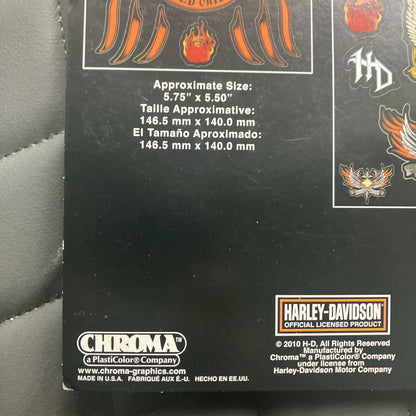 Approximate Size:
5.75" x 5.50"
Taille Approximative:
146.5 mm x 140.0 mm
El Tamaño Aproximado:
146.5 mm x 140.0 mm
H-D
HARLEY-DAVIDSON
OFFICIAL LICENSED PRODUCT
© 2010 H-D, All Rights Reserved
Manufactured by
Chroma™ a PlastiColor® Company
under license from
Harley-Davidson Motor Company
CHROMA™
a PlastiColor® Company
www.chroma-graphics.com
MADE IN U.S.A. FABRIQUÉ AUX É.-U. HECHO EN EE.UU.